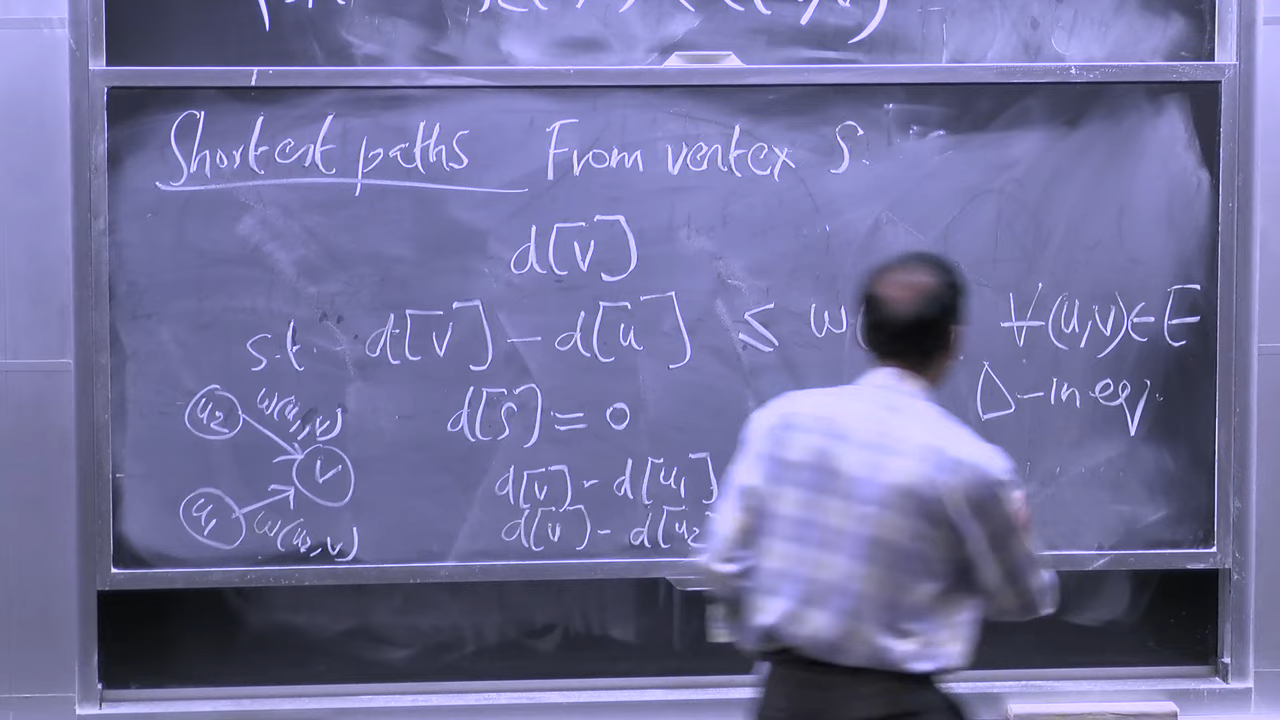 Shortest paths From vertex S.
d[v]
s.t. d[v] - d[u] ≤ w( ∀(u,v)∈E
Δ-ineq.
d[s] = 0
u2 w(u1,v)
v
u1 w(u2,v)
d[v] - d[u1]
d[v] - d[u2